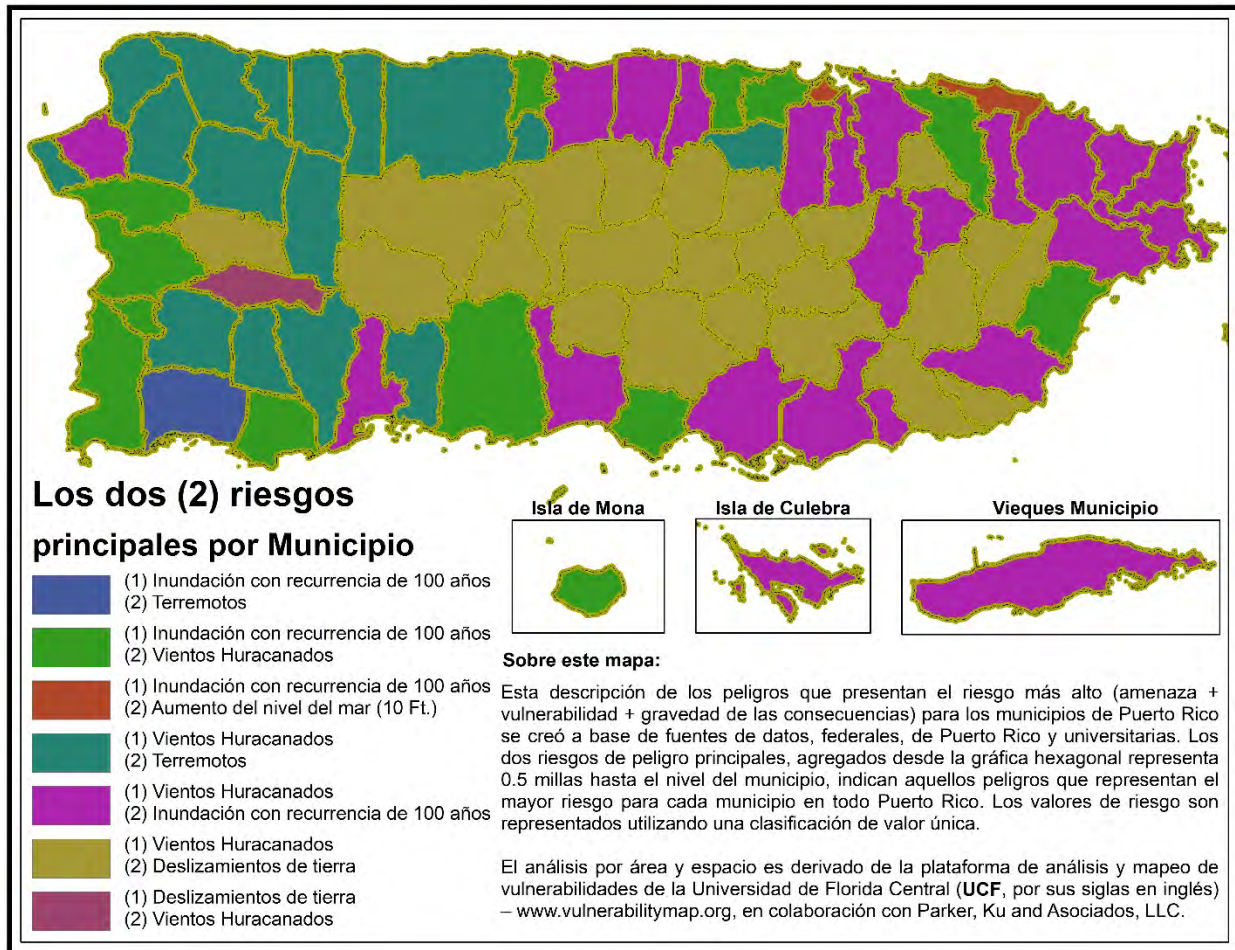 Los dos (2) riesgos
principales por Municipio
(1) Inundación con recurrencia de 100 años
(2) Terremotos
(1) Inundación con recurrencia de 100 años
(2) Vientos Huracanados
(1) Inundación con recurrencia de 100 años
(2) Aumento del nivel del mar (10 Ft.)
(1) Vientos Huracanados
(2) Terremotos
(1) Vientos Huracanados
(2) Inundación con recurrencia de 100 años
(1) Vientos Huracanados
(2) Deslizamientos de tierra
(1) Deslizamientos de tierra
(2) Vientos Huracanados
Isla de Mona
Isla de Culebra
Vieques Municipio
Sobre este mapa:
Esta descripción de los peligros que presentan el riesgo más alto (amenaza +
vulnerabilidad + gravedad de las consecuencias) para los municipios de Puerto Rico
se creó a base de fuentes de datos, federales, de Puerto Rico y universitarias. Los
dos riesgos de peligro principales, agregados desde la gráfica hexagonal representa
0.5 millas hasta el nivel del municipio, indican aquellos peligros que representan el
mayor riesgo para cada municipio en todo Puerto Rico. Los valores de riesgo son
representados utilizando una clasificación de valor única.
El análisis por área y espacio es derivado de la plataforma de análisis y mapeo de
vulnerabilidades de la Universidad de Florida Central (UCF, por sus siglas en inglés)
– www.vulnerabilitymap.org, en colaboración con Parker, Ku and Asociados, LLC.